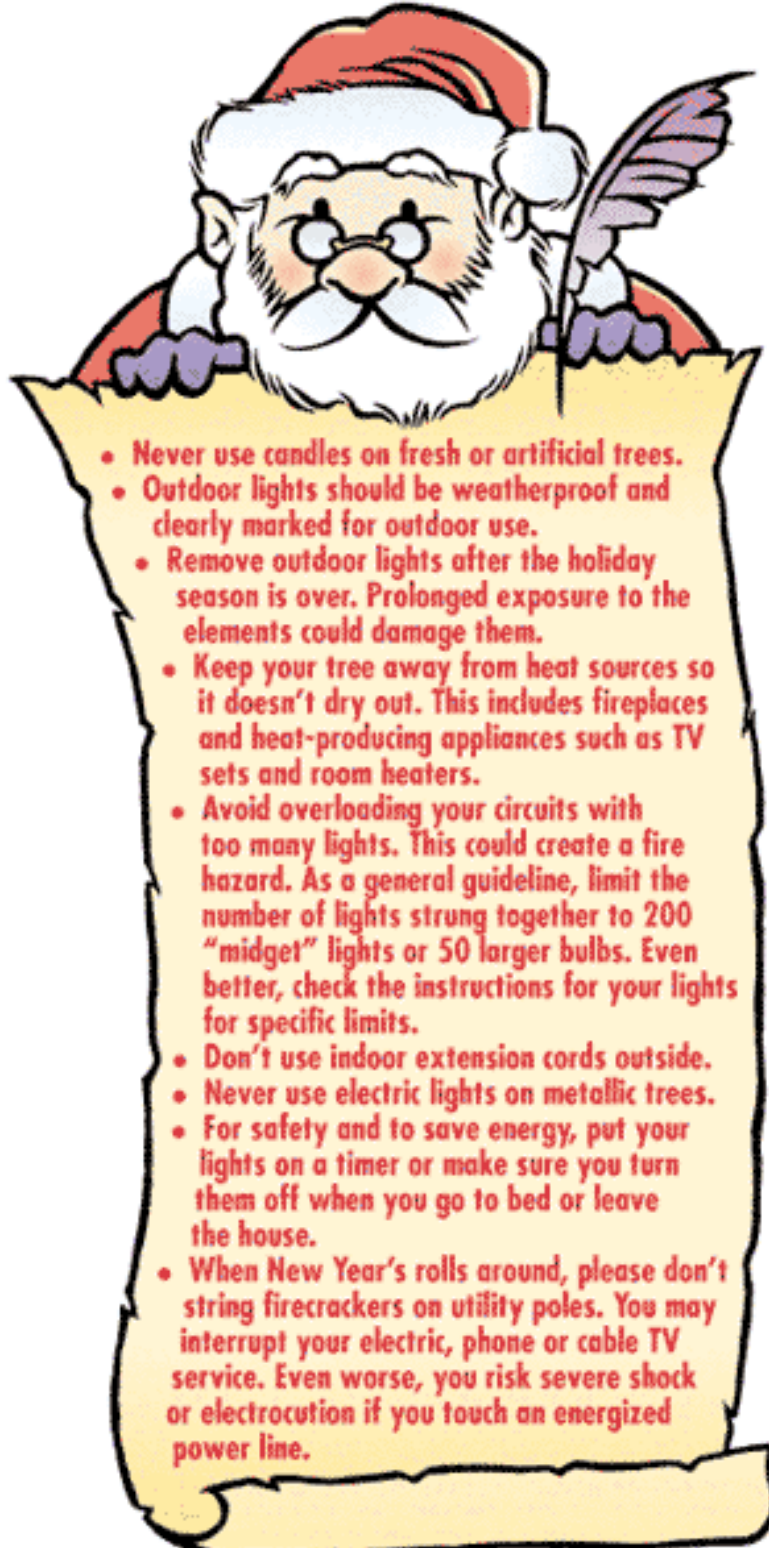 • Never use candles on fresh or artificial trees.
• Outdoor lights should be weatherproof and
clearly marked for outdoor use.
• Remove outdoor lights after the holiday
season is over. Prolonged exposure to the
elements could damage them.
• Keep your tree away from heat sources so
it doesn't dry out. This includes fireplaces
and heat-producing appliances such as TV
sets and room heaters.
• Avoid overloading your circuits with
too many lights. This could create a fire
hazard. As a general guideline, limit the
number of lights strung together to 200
“midget” lights or 50 larger bulbs. Even
better, check the instructions for your lights
for specific limits.
• Don't use indoor extension cords outside.
• Never use electric lights on metallic trees.
• For safety and to save energy, put your
lights on a timer or make sure you turn
them off when you go to bed or leave
the house.
• When New Year's rolls around, please don't
string firecrackers on utility poles. You may
interrupt your electric, phone or cable TV
service. Even worse, you risk severe shock
or electrocution if you touch an energized
power line.